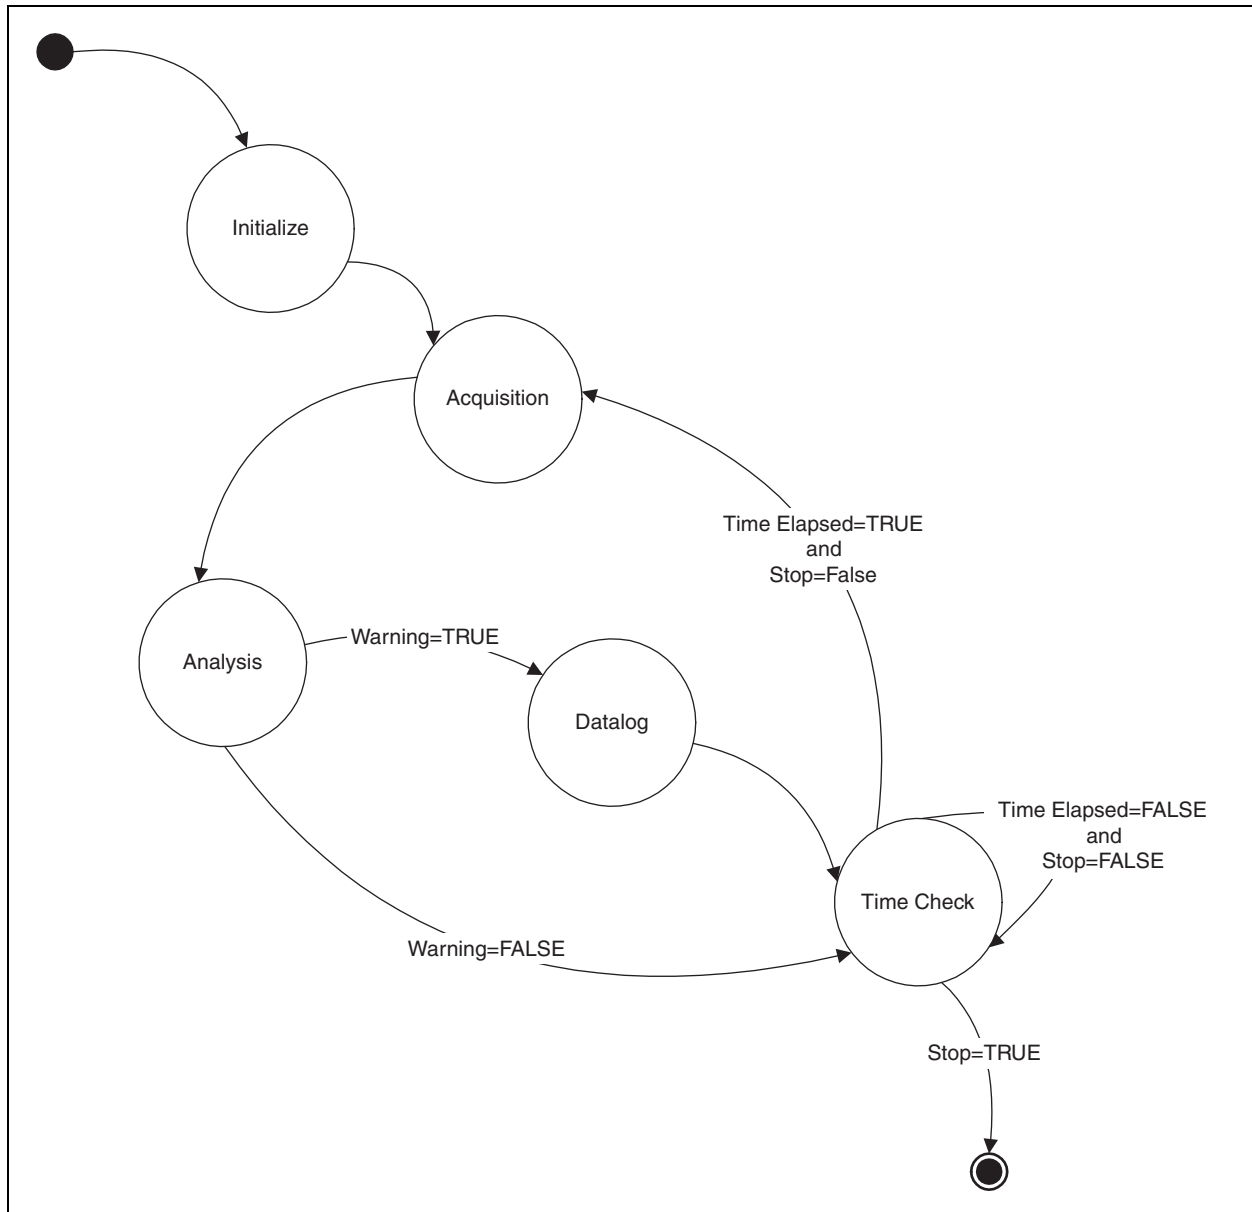 Initialize
Acquisition
Time Elapsed=TRUE
and
Stop=False
Analysis
Warning=TRUE
Datalog
Time Elapsed=FALSE
and
Stop=FALSE
Time Check
Warning=FALSE
Stop=TRUE